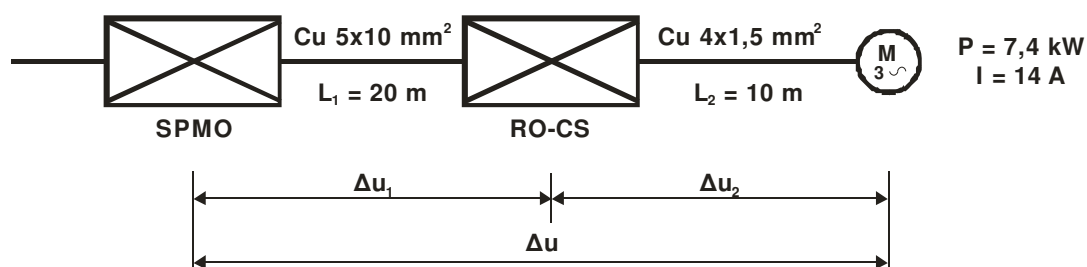 Cu 5x10 mm²
Cu 4x1,5 mm²
L₁ = 20 m
L₂ = 10 m
M
3 ~
P = 7,4 kW
I = 14 A
SPMO
RO-CS
Δu₁
Δu₂
Δu